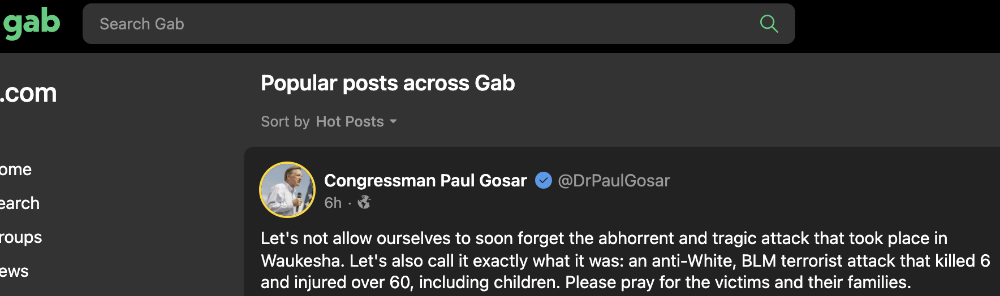 gab
Search Gab
.com
Popular posts across Gab
Sort by Hot Posts
ome
earch
roups
ews
Congressman Paul Gosar @DrPaulGosar
6h ·
Let's not allow ourselves to soon forget the abhorrent and tragic attack that took place in
Waukesha. Let's also call it exactly what it was: an anti-White, BLM terrorist attack that killed 6
and injured over 60, including children. Please pray for the victims and their families.